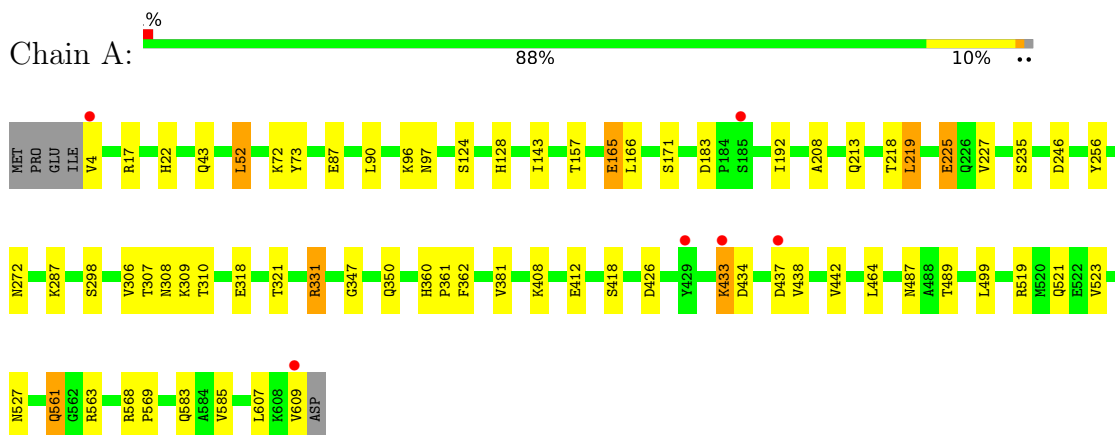 %
Chain A:
88% 10% ••
MET PRO GLU ILE V4 R17 H22 Q43 L52 K72 Y73 E87 L90 K96 N97 S124 H128 I143 T157 E165 L166 S171 D183 P184 S185 I192 A208 Q213 T218 L219 E225 Q226 V227 S235 D246 Y256
N272 K287 S298 V306 T307 N308 K309 T310 E318 T321 R331 G347 Q350 H360 P361 F362 V381 K408 E412 S418 D426 Y429 K433 D434 D437 V438 V442 L464 N487 A488 T489 L499 R519 M520 Q521 E522 V523
N527 Q561 G562 R563 R568 P569 Q583 A584 V585 L607 K608 V609 ASP